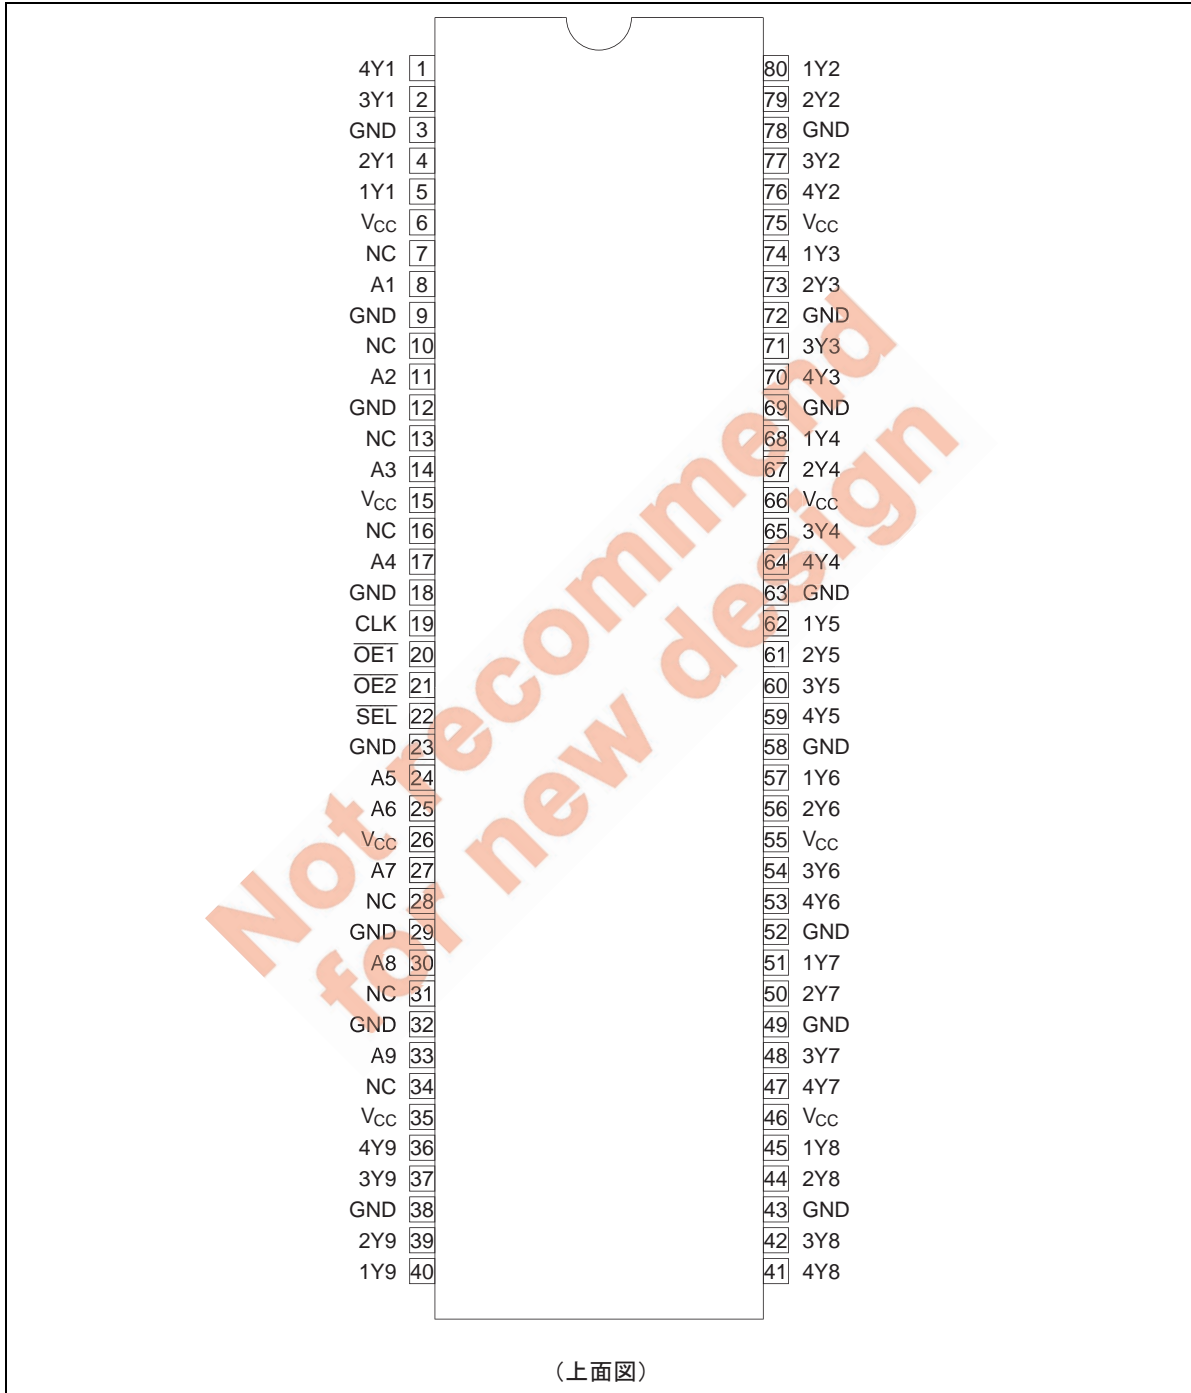 4Y1 1 80 1Y2
3Y1 2 79 2Y2
GND 3 78 GND
2Y1 4 77 3Y2
1Y1 5 76 4Y2
VCC 6 75 VCC
NC 7 74 1Y3
A1 8 73 2Y3
GND 9 72 GND
NC 10 71 3Y3
A2 11 70 4Y3
GND 12 69 GND
NC 13 68 1Y4
A3 14 67 2Y4
VCC 15 66 VCC
NC 16 65 3Y4
A4 17 64 4Y4
GND 18 63 GND
CLK 19 62 1Y5
OE1 20 61 2Y5
OE2 21 60 3Y5
SEL 22 59 4Y5
GND 23 58 GND
A5 24 57 1Y6
A6 25 56 2Y6
VCC 26 55 VCC
A7 27 54 3Y6
NC 28 53 4Y6
GND 29 52 GND
A8 30 51 1Y7
NC 31 50 2Y7
GND 32 49 GND
A9 33 48 3Y7
NC 34 47 4Y7
VCC 35 46 VCC
4Y9 36 45 1Y8
3Y9 37 44 2Y8
GND 38 43 GND
2Y9 39 42 3Y8
1Y9 40 41 4Y8
(上面図)
Not recommend
for new design